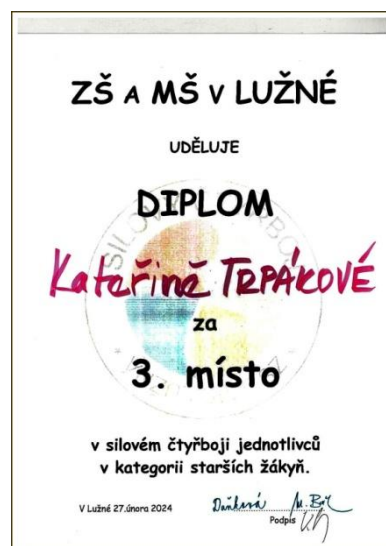 ZŠ A MŠ V LUŽNÉ
UDĚLUJE
DIPLOM
Kateřině TRPÁKOVÉ
za
3. místo
v silovém čtyřboji jednotlivců
v kategorii starších žákyň.
V Lužné 27.února 2024
Podpis